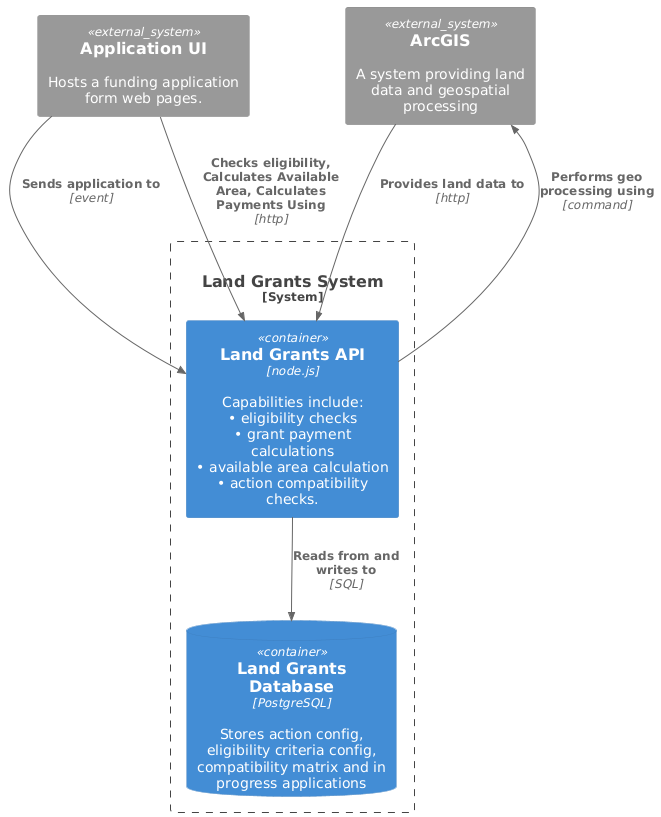 «external_system»
Application UI
Hosts a funding application
form web pages.
«external_system»
ArcGIS
A system providing land
data and geospatial
processing
Sends application to
[event]
Checks eligibility,
Calculates Available
Area, Calculates
Payments Using
[http]
Provides land data to
[http]
Performs geo
processing using
[command]
Land Grants System
[System]
«container»
Land Grants API
[node.js]
Capabilities include:
• eligibility checks
• grant payment
calculations
• available area calculation
• action compatibility
checks.
Reads from and
writes to
[SQL]
«container»
Land Grants
Database
[PostgreSQL]
Stores action config,
eligibility criteria config,
compatibility matrix and in
progress applications